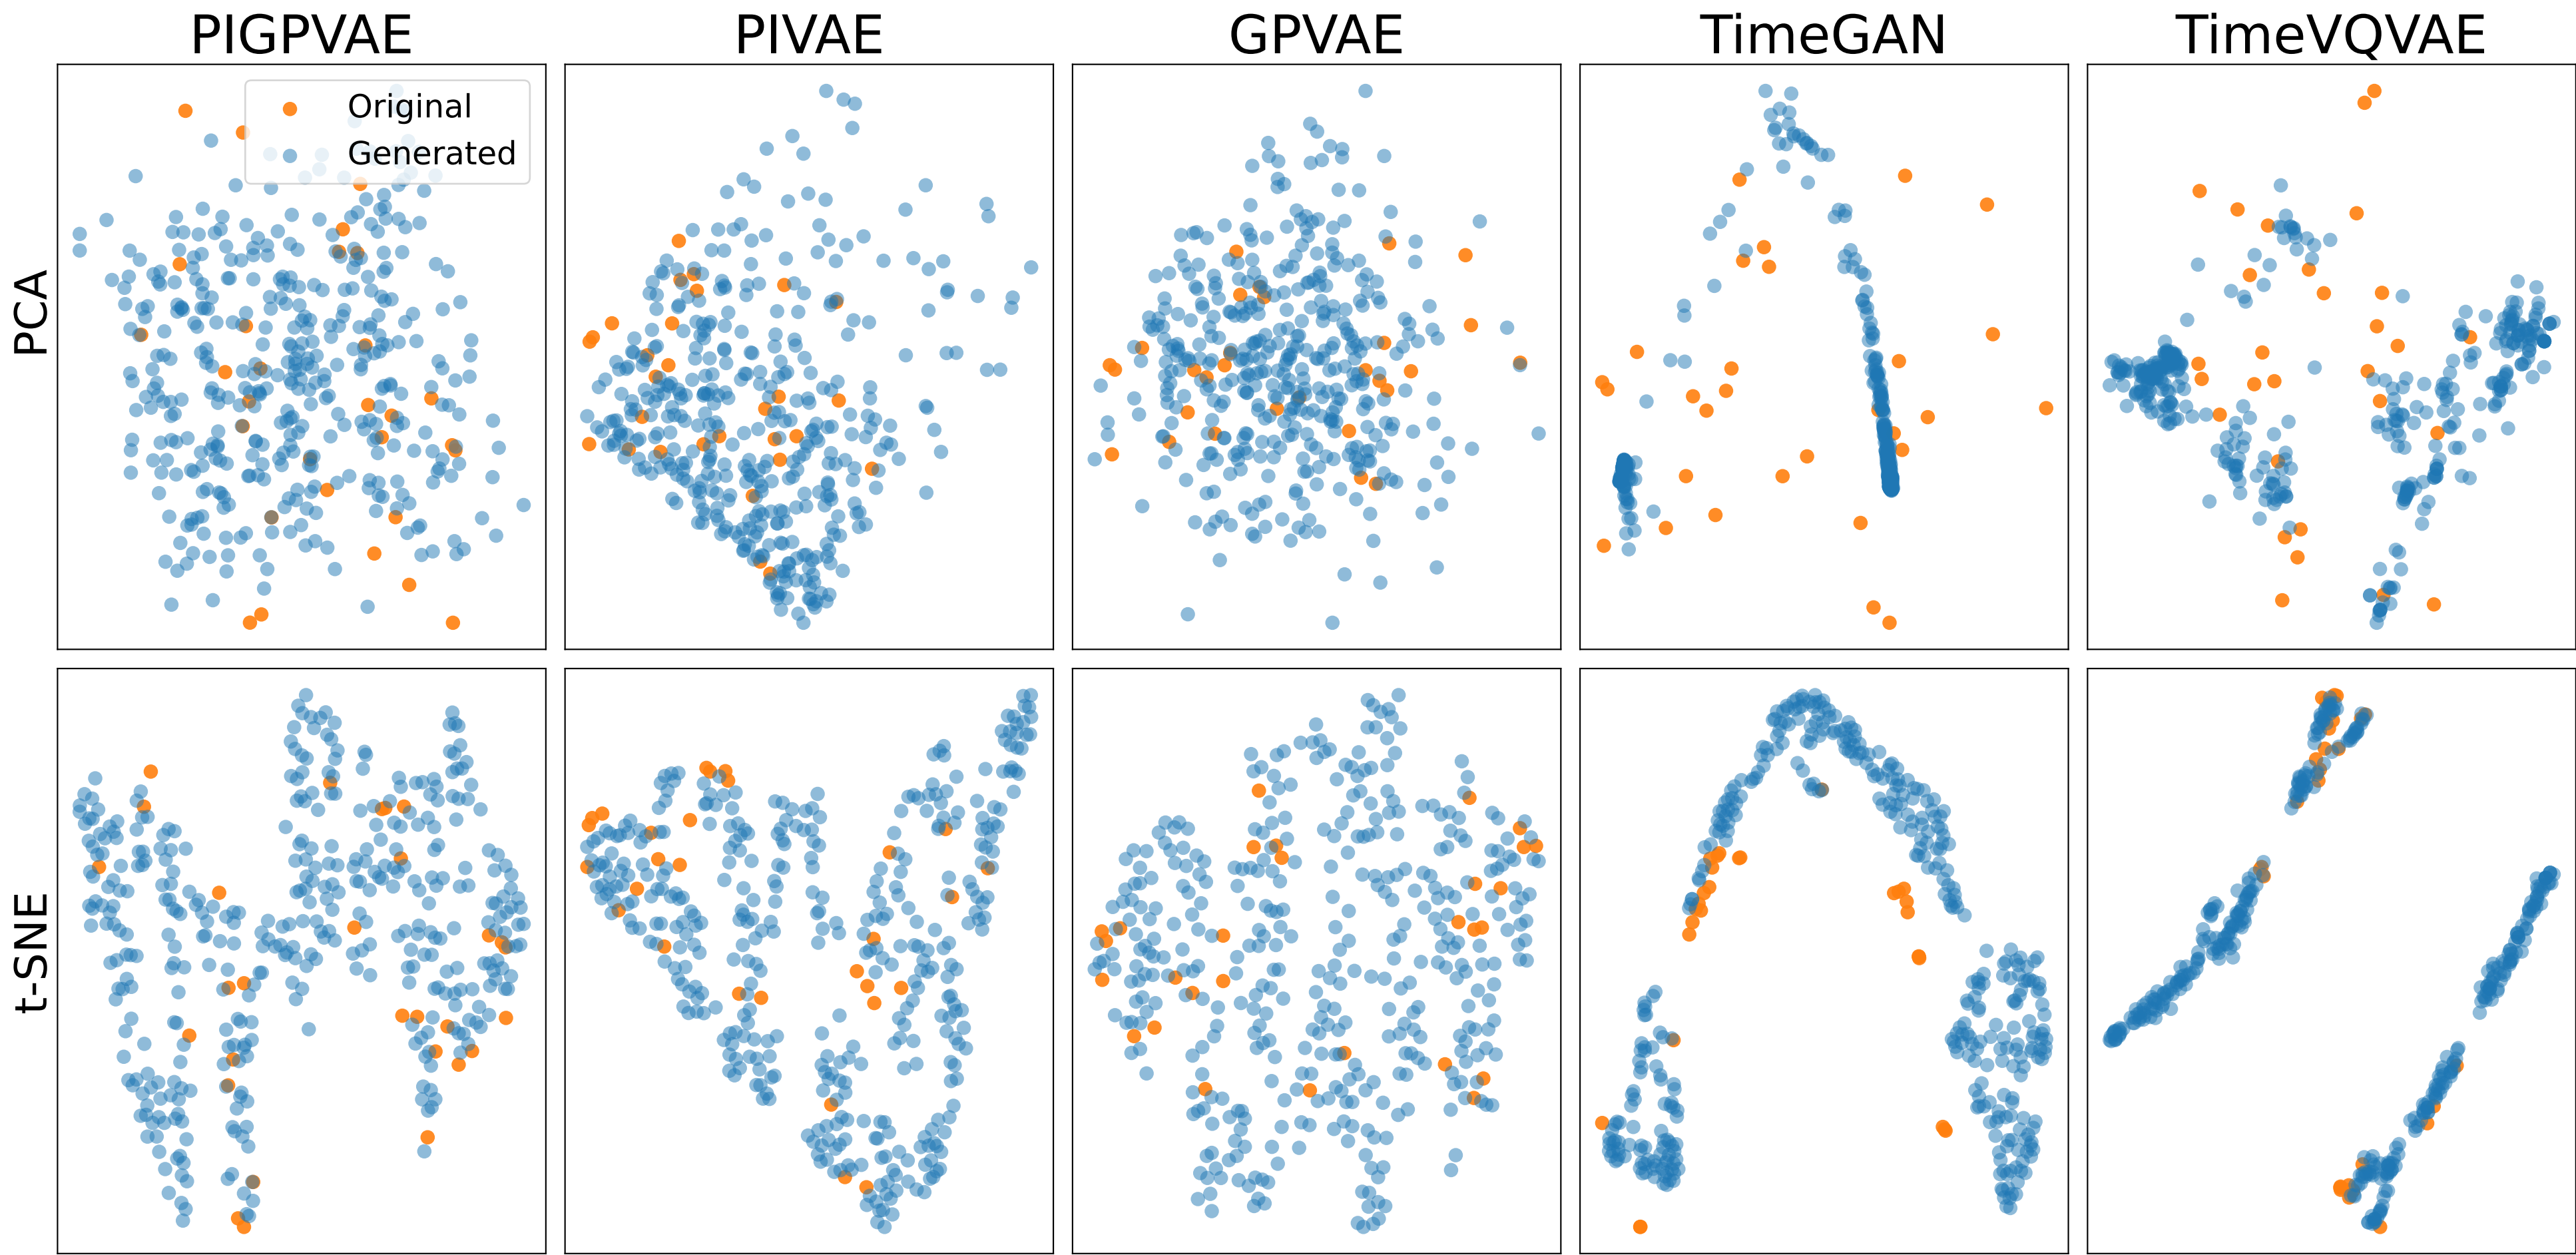 PIGPVAE PIVAE GPVAE TimeGAN TimeVQVAE
Original
Generated
PCA
t-SNE